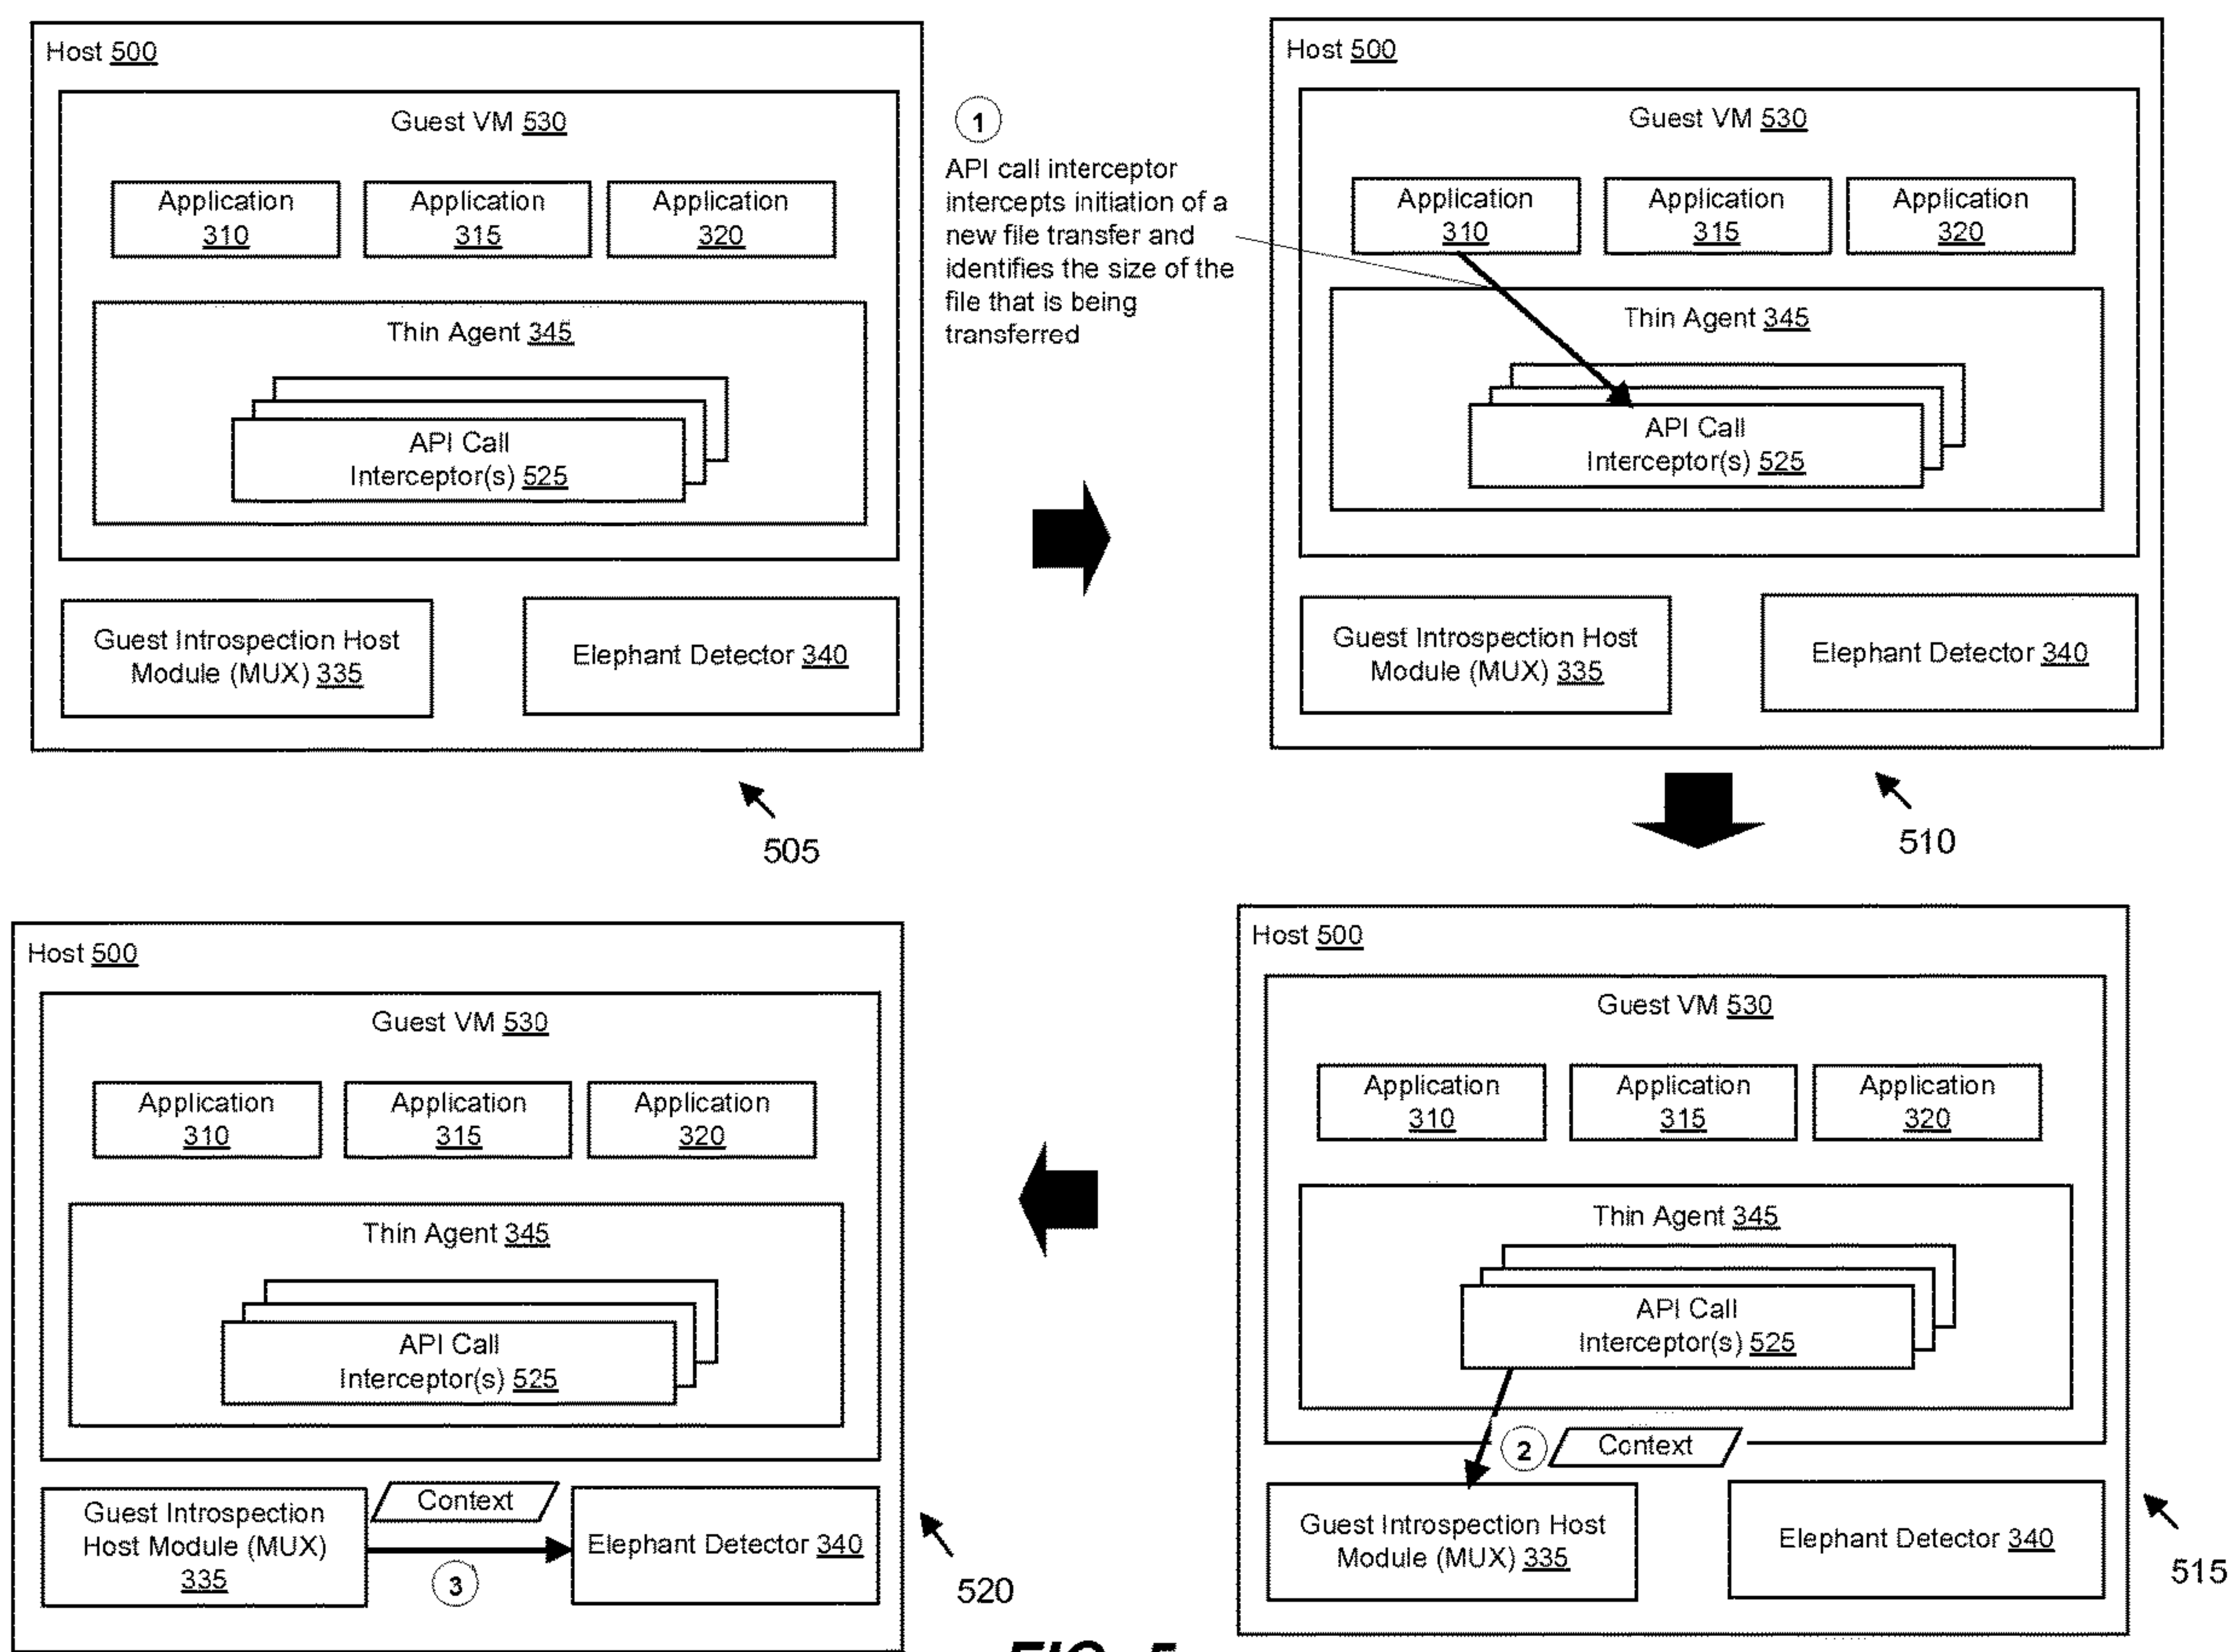 Host 500
Guest VM 530
Application
310
Application
315
Application
320
Thin Agent 345
API Call
Interceptor(s) 525
Guest Introspection Host
Module (MUX) 335
Elephant Detector 340
505
1
API call interceptor
intercepts initiation of a
new file transfer and
identifies the size of the
file that is being
transferred
Host 500
Guest VM 530
Application
310
Application
315
Application
320
Thin Agent 345
API Call
Interceptor(s) 525
Guest Introspection Host
Module (MUX) 335
Elephant Detector 340
510
Host 500
Guest VM 530
Application
310
Application
315
Application
320
Thin Agent 345
API Call
Interceptor(s) 525
2
Context
Guest Introspection Host
Module (MUX) 335
Elephant Detector 340
515
Host 500
Guest VM 530
Application
310
Application
315
Application
320
Thin Agent 345
API Call
Interceptor(s) 525
Guest Introspection
Host Module (MUX)
335
Context
3
Elephant Detector 340
520